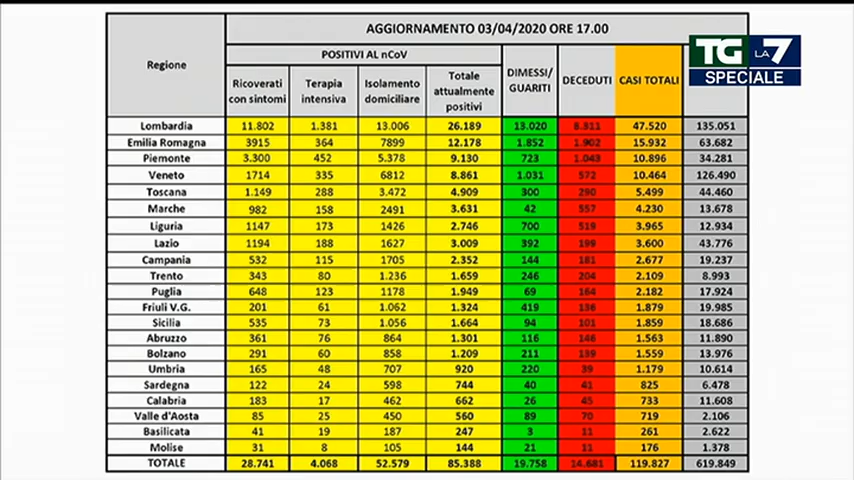 AGGIORNAMENTO 03/04/2020 ORE 17.00
TG LA 7
SPECIALE
Regione
POSITIVI AL nCoV
Ricoverati con sintomi
Terapia intensiva
Isolamento domiciliare
Totale attualmente positivi
DIMESSI/ GUARITI
DECEDUTI
CASI TOTALI
Lombardia 11.802 1.381 13.006 26.189 13.020 8.311 47.520 135.051
Emilia Romagna 3915 364 7899 12.178 1.852 1.902 15.932 63.682
Piemonte 3.300 452 5.378 9.130 723 1.043 10.896 34.281
Veneto 1714 335 6812 8.861 1.031 572 10.464 126.490
Toscana 1.149 288 3.472 4.909 300 290 5.499 44.460
Marche 982 158 2491 3.631 42 557 4.230 13.678
Liguria 1147 173 1426 2.746 700 519 3.965 12.934
Lazio 1194 188 1627 3.009 392 199 3.600 43.776
Campania 532 115 1705 2.352 144 181 2.677 19.237
Trento 343 80 1.236 1.659 246 204 2.109 8.993
Puglia 648 123 1178 1.949 69 164 2.182 17.924
Friuli V.G. 201 61 1.062 1.324 419 136 1.879 19.985
Sicilia 535 73 1.056 1.664 94 101 1.859 18.686
Abruzzo 361 76 864 1.301 116 146 1.563 11.890
Bolzano 291 60 858 1.209 211 139 1.559 13.976
Umbria 165 48 707 920 220 39 1.179 10.614
Sardegna 122 24 598 744 40 41 825 6.478
Calabria 183 17 462 662 26 45 733 11.608
Valle d'Aosta 85 25 450 560 89 70 719 2.106
Basilicata 41 19 187 247 3 11 261 2.622
Molise 31 8 105 144 21 11 176 1.378
TOTALE 28.741 4.068 52.579 85.388 19.758 14.681 119.827 619.849